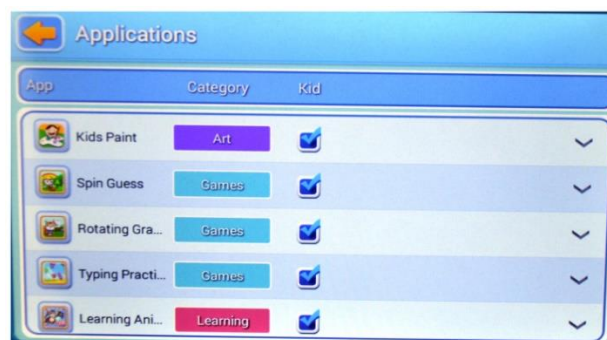 Applications
App Category Kid
Kids Paint Art
Spin Guess Games
Rotating Gra... Games
Typing Practi... Games
Learning Ani... Learning